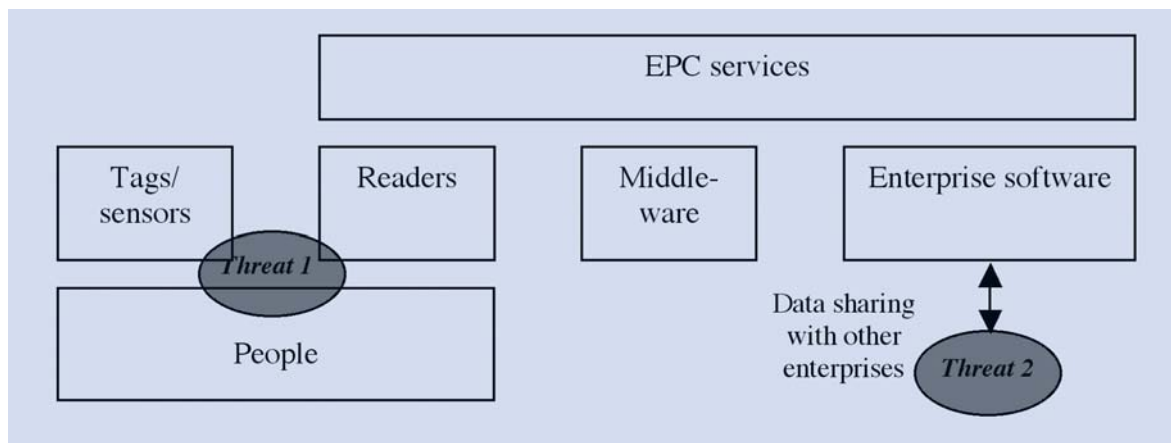 EPC services
Tags/
sensors
Readers
Middle-
ware
Enterprise software
Threat 1
People
Data sharing
with other
enterprises
Threat 2